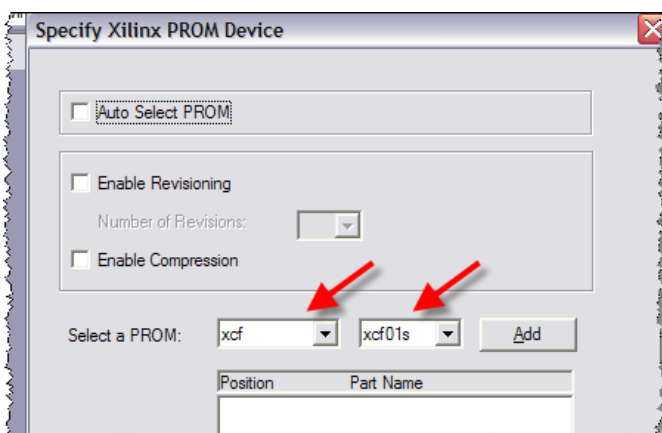 Specify Xilinx PROM Device
Auto Select PROM
Enable Revisioning
Number of Revisions:
Enable Compression
Select a PROM: xcf xcf01s Add
Position Part Name